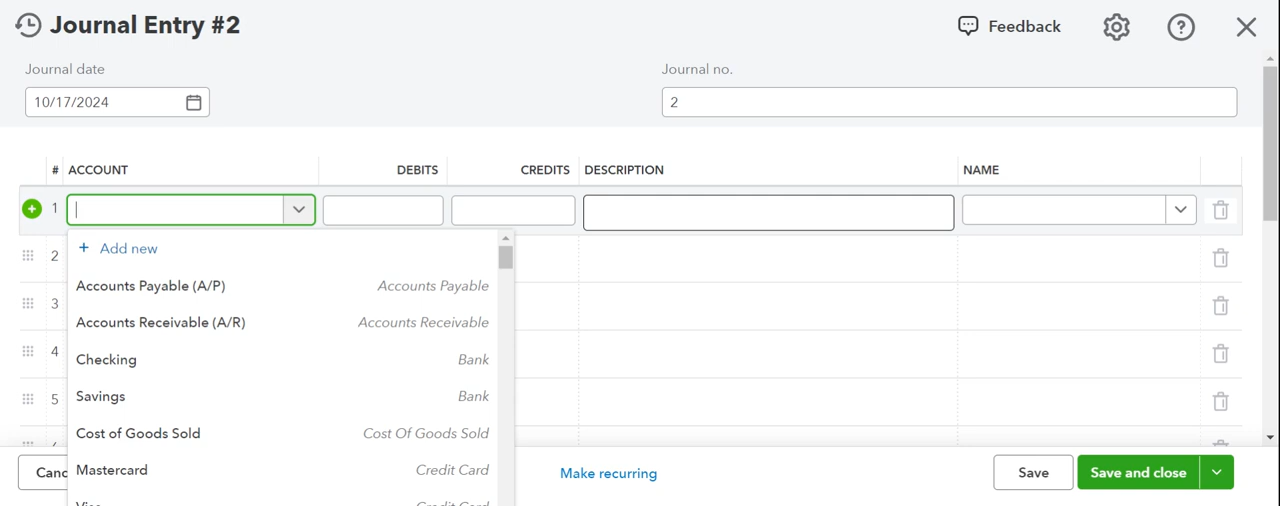 Journal Entry #2
Feedback
Journal date
Journal no.
10/17/2024
2
# ACCOUNT DEBITS CREDITS DESCRIPTION NAME
1
+ Add new
2
Accounts Payable (A/P) Accounts Payable
3
Accounts Receivable (A/R) Accounts Receivable
4
Checking Bank
Savings Bank
5
Cost of Goods Sold Cost Of Goods Sold
Mastercard Credit Card
Make recurring
Save
Save and close